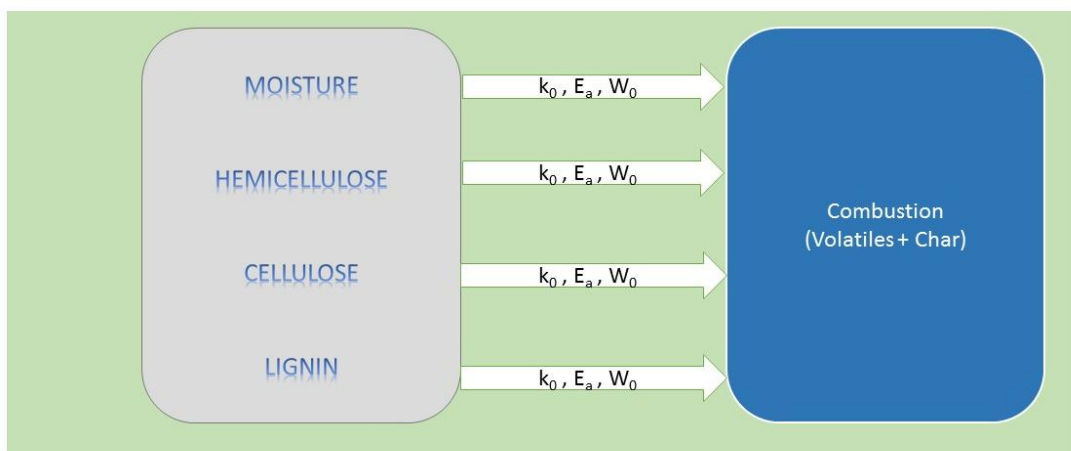 MOISTURE
k₀ , Eₐ , W₀
HEMICELLULOSE
k₀ , Eₐ , W₀
CELLULOSE
k₀ , Eₐ , W₀
LIGNIN
k₀ , Eₐ , W₀
Combustion
(Volatiles + Char)